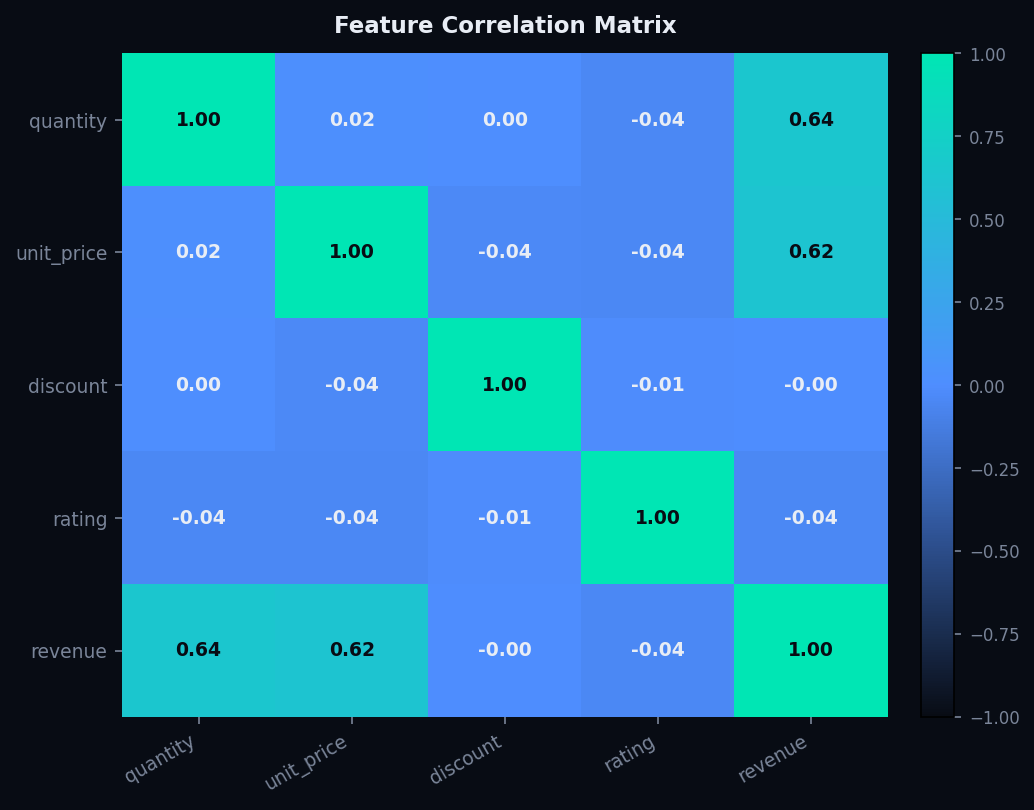 Feature Correlation Matrix
quantity 1.00 0.02 0.00 -0.04 0.64
unit_price 0.02 1.00 -0.04 -0.04 0.62
discount 0.00 -0.04 1.00 -0.01 -0.00
rating -0.04 -0.04 -0.01 1.00 -0.04
revenue 0.64 0.62 -0.00 -0.04 1.00
quantity unit_price discount rating revenue
1.00
0.75
0.50
0.25
0.00
−0.25
−0.50
−0.75
−1.00